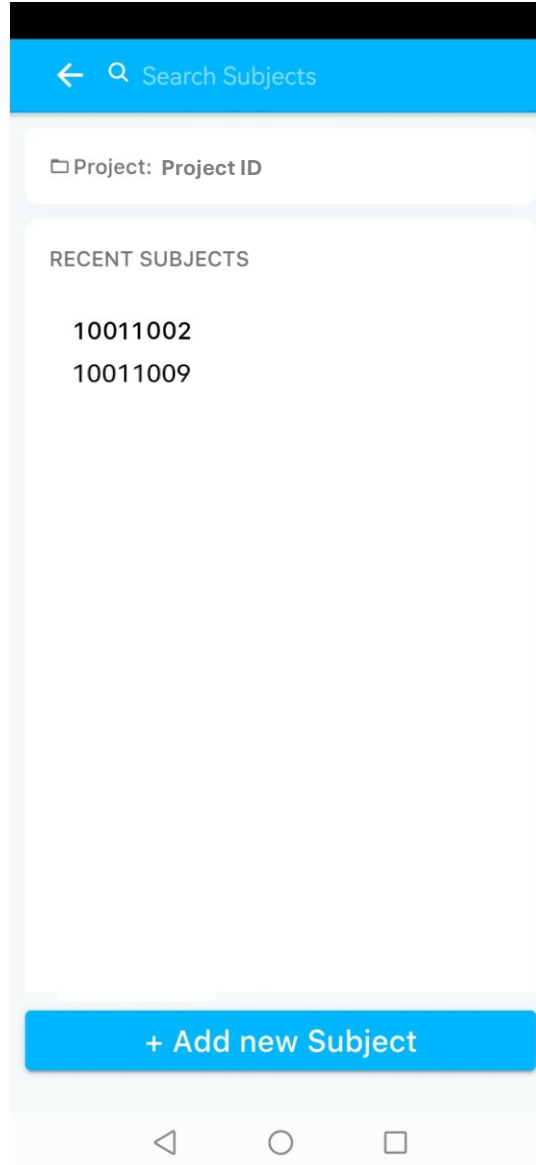 Search Subjects
Project: Project ID
RECENT SUBJECTS
10011002
10011009
+ Add new Subject